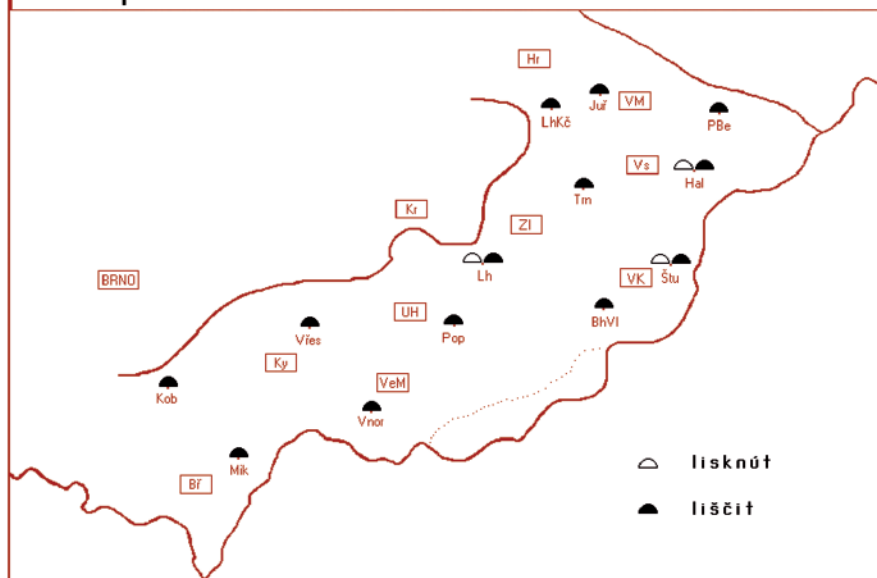 Hr
Juř
VM
LhKč
PBe
Vs
Hal
Trn
Kr
Zl
BRNO
Lh
VK
Štu
BhVl
UH
Pop
Vřes
Ky
VeM
Kob
Vnor
Mik
Bř
lisknút
liščit